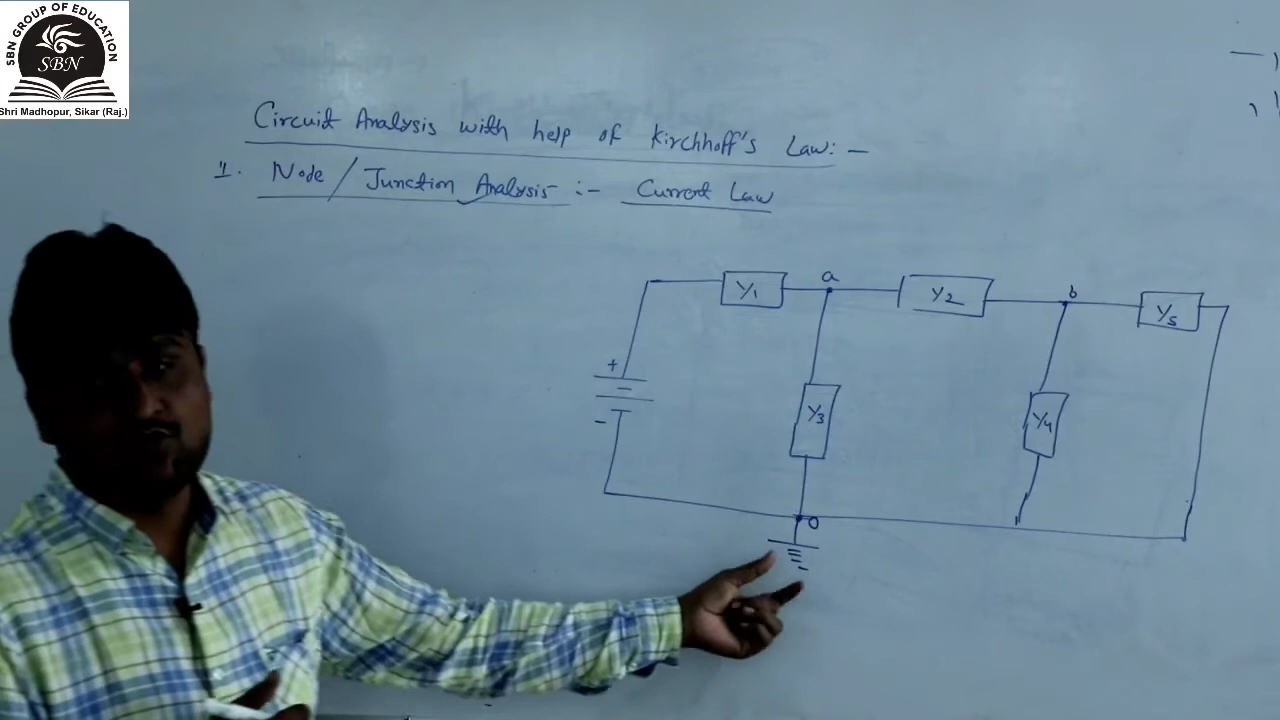 SBN GROUP OF EDUCATION
SBN
Shri Madhopur, Sikar (Raj.)
Circuit Analysis with help of Kirchhoff's Law:-
1. Node / Junction Analysis :- Current Law
Y1 a Y2 b Y5
+
-
Y3 Y4
0